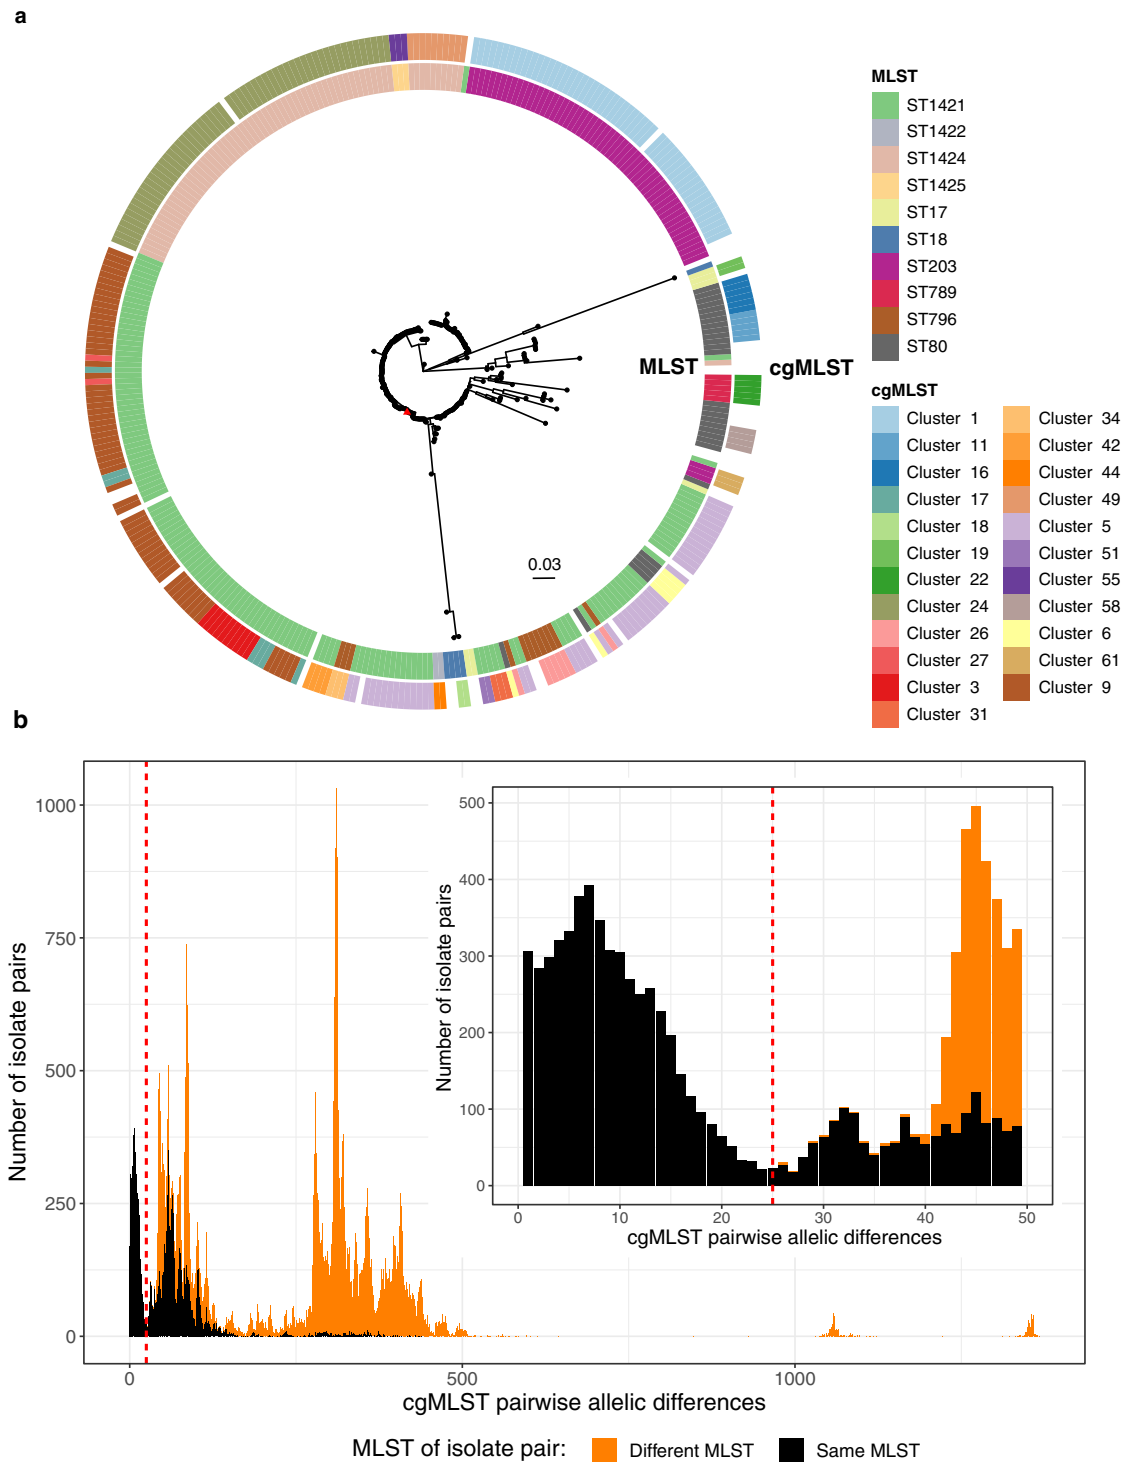 a
MLST
ST1421
ST1422
ST1424
ST1425
ST17
ST18
ST203
ST789
ST796
ST80
MLST
cgMLST
0.03
cgMLST
Cluster 1
Cluster 11
Cluster 16
Cluster 17
Cluster 18
Cluster 19
Cluster 22
Cluster 24
Cluster 26
Cluster 27
Cluster 3
Cluster 31
Cluster 34
Cluster 42
Cluster 44
Cluster 49
Cluster 5
Cluster 51
Cluster 55
Cluster 58
Cluster 6
Cluster 61
Cluster 9
b
Number of isolate pairs
1000
750
500
250
0
0
500
1000
cgMLST pairwise allelic differences
Number of isolate pairs
500
400
300
200
100
0
0
10
20
30
40
50
cgMLST pairwise allelic differences
MLST of isolate pair:
Different MLST
Same MLST